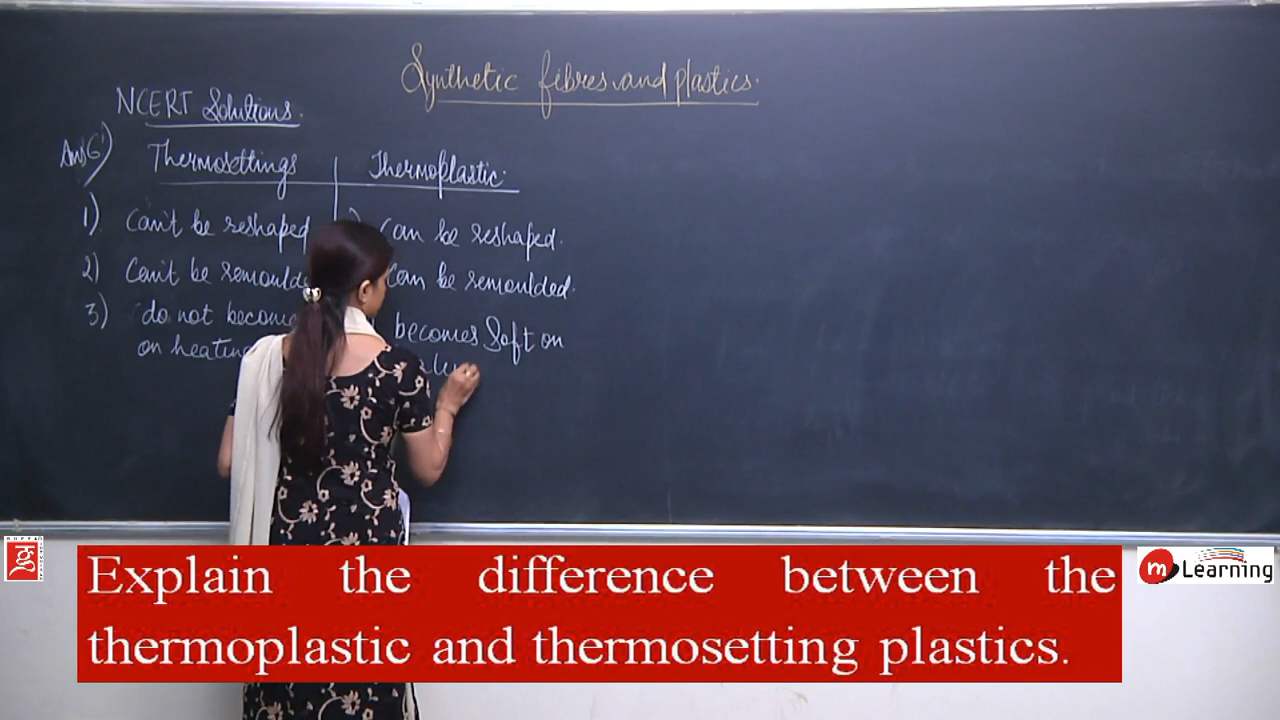 Synthetic fibres and plastics.
NCERT Solutions.
Ans 6)
Thermosettings Thermoplastic.
1) Can't be reshaped can be reshaped.
2) Can't be remoulde can be remoulded.
3) do not become becomes Soft on
on heating
Explain the difference between the
thermoplastic and thermosetting plastics.
m Learning